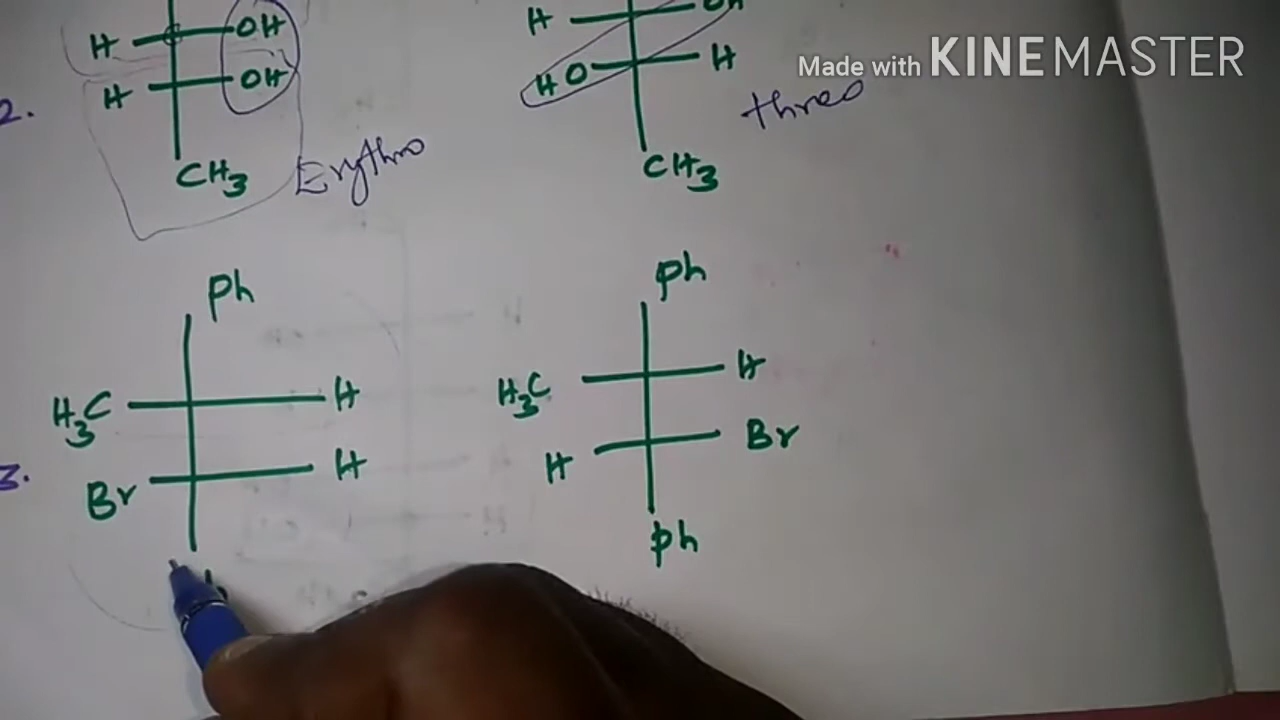 H OH H OH
H OH HO H
2.
CH3 Erythro CH3 threo
Made with KINEMASTER
Ph Ph
H3C H H3C H
3. Br H H Br
Ph